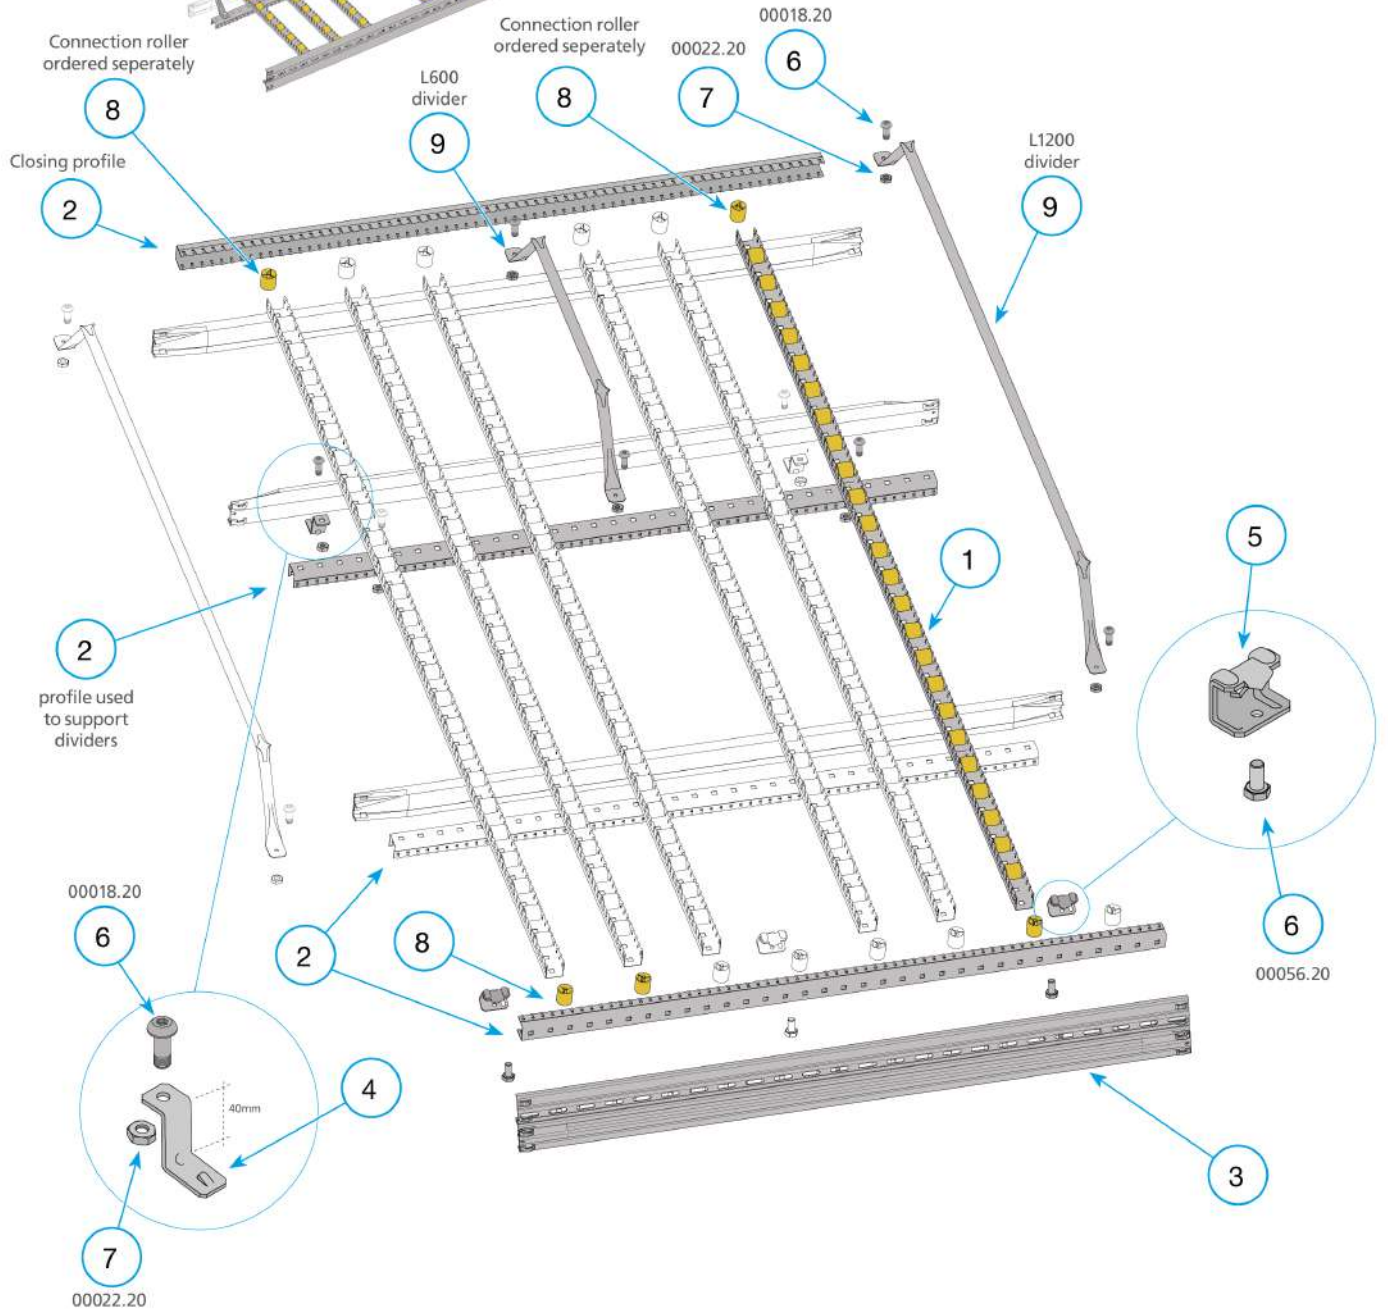 00018.20
Connection roller
ordered seperately
Connection roller
ordered seperately
00022.20
6
L600
divider
8
8
7
9
L1200
divider
Closing profile
2
9
5
1
2
profile used
to support
dividers
00018.20
6
8
2
6
00056.20
4
40mm
3
7
00022.20